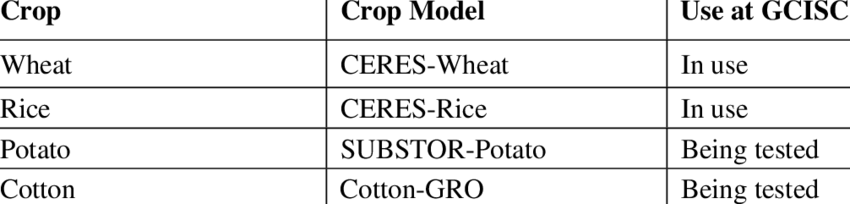 Crop Crop Model Use at GCISC
Wheat CERES-Wheat In use
Rice CERES-Rice In use
Potato SUBSTOR-Potato Being tested
Cotton Cotton-GRO Being tested